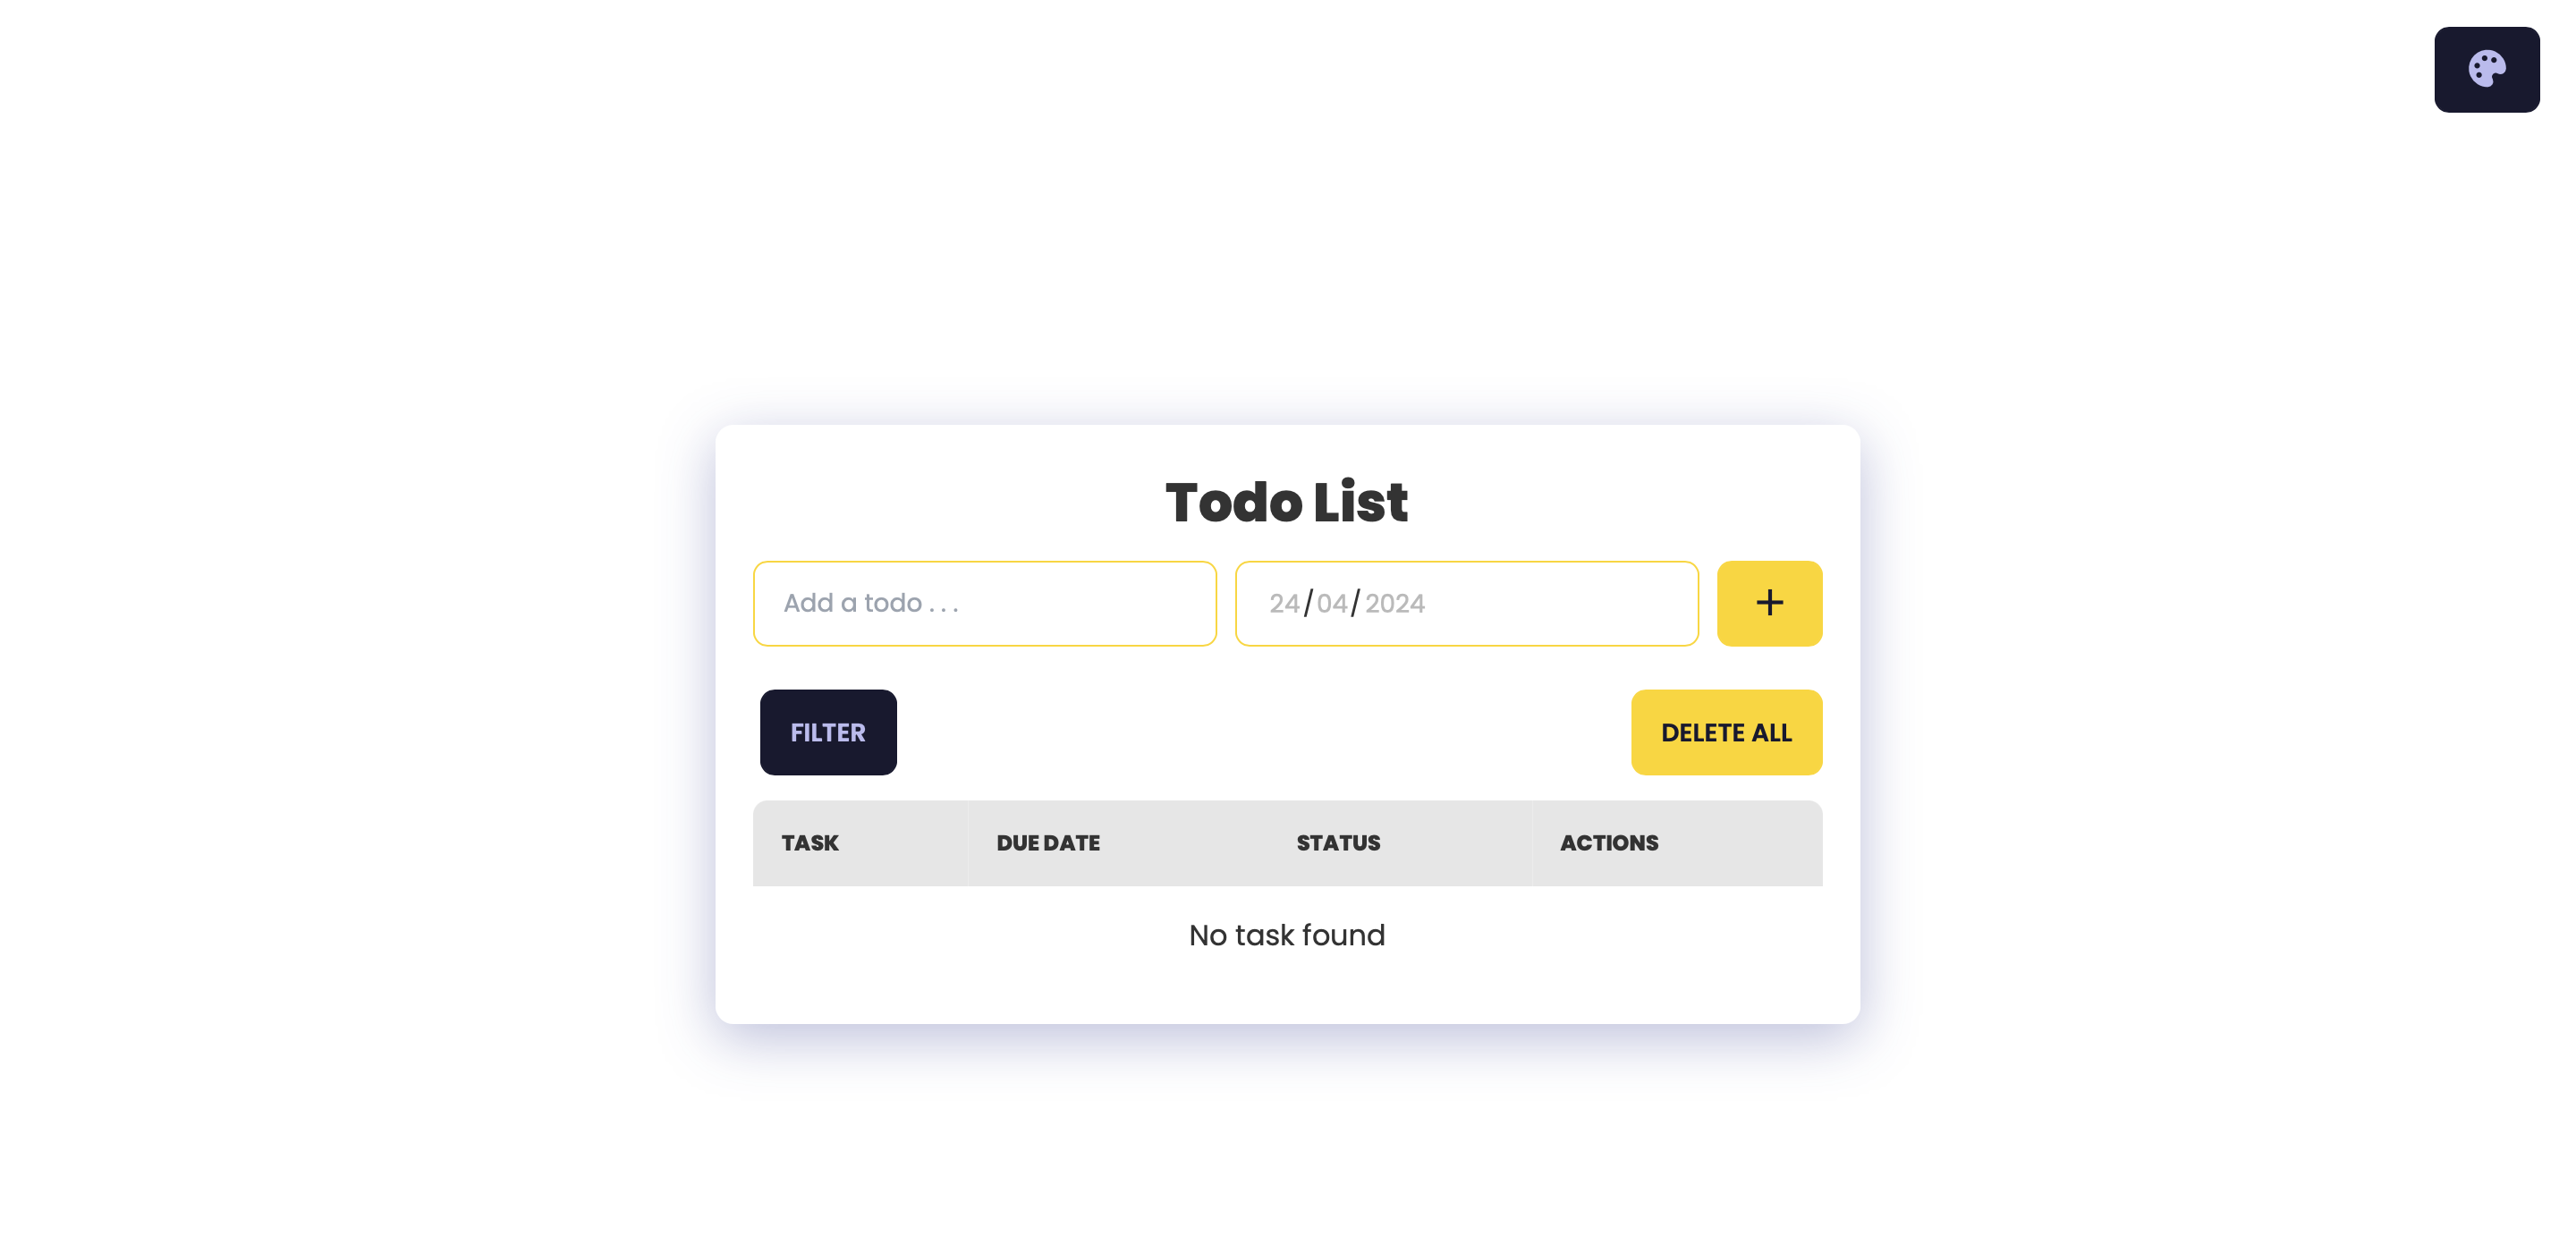 Todo List
Add a todo . . .
24/04/2024
+
FILTER
DELETE ALL
TASK DUE DATE STATUS ACTIONS
No task found